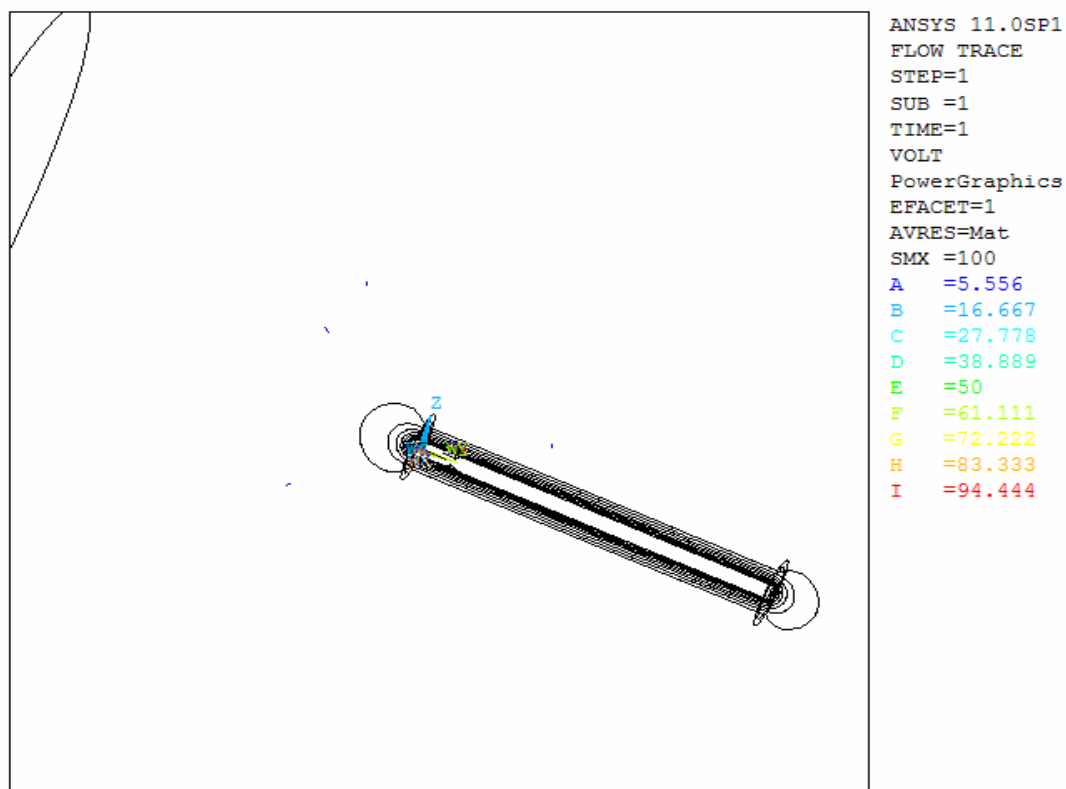 ANSYS 11.0SP1
FLOW TRACE
STEP=1
SUB =1
TIME=1
VOLT
PowerGraphics
EFACET=1
AVRES=Mat
SMX =100
A =5.556
B =16.667
C =27.778
D =38.889
E =50
F =61.111
G =72.222
H =83.333
I =94.444
Z